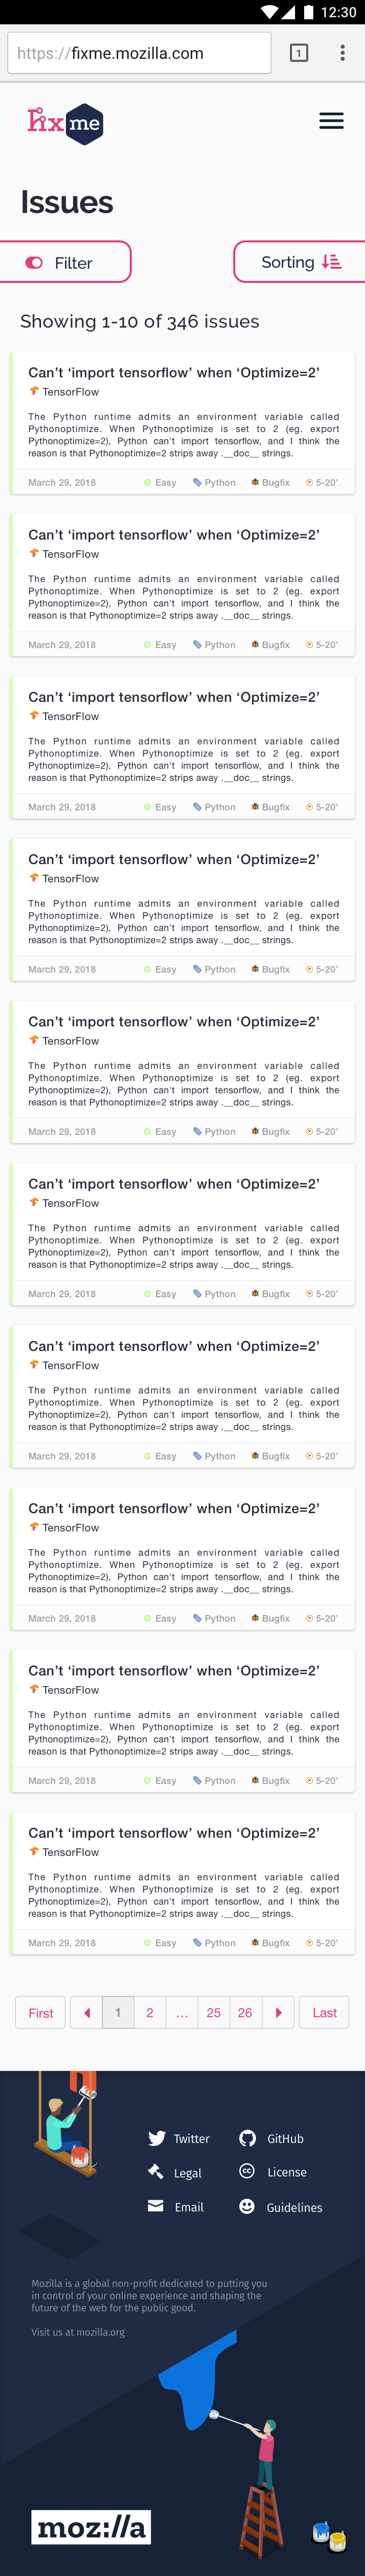 12:30
https://fixme.mozilla.com
1
fix me
Issues
Filter
Sorting
Showing 1-10 of 346 issues
Can't ‘import tensorflow’ when ‘Optimize=2’
TensorFlow
The Python runtime admits an environment variable called
Pythonoptimize. When Pythonoptimize is set to 2 (eg. export
Pythonoptimize=2), Python can't import tensorflow, and I think the
reason is that Pythonoptimize=2 strips away .__doc__ strings.
March 29, 2018 Easy Python Bugfix 5-20’
Can't ‘import tensorflow’ when ‘Optimize=2’
TensorFlow
The Python runtime admits an environment variable called
Pythonoptimize. When Pythonoptimize is set to 2 (eg. export
Pythonoptimize=2), Python can't import tensorflow, and I think the
reason is that Pythonoptimize=2 strips away .__doc__ strings.
March 29, 2018 Easy Python Bugfix 5-20’
Can't ‘import tensorflow’ when ‘Optimize=2’
TensorFlow
The Python runtime admits an environment variable called
Pythonoptimize. When Pythonoptimize is set to 2 (eg. export
Pythonoptimize=2), Python can't import tensorflow, and I think the
reason is that Pythonoptimize=2 strips away .__doc__ strings.
March 29, 2018 Easy Python Bugfix 5-20’
Can't ‘import tensorflow’ when ‘Optimize=2’
TensorFlow
The Python runtime admits an environment variable called
Pythonoptimize. When Pythonoptimize is set to 2 (eg. export
Pythonoptimize=2), Python can't import tensorflow, and I think the
reason is that Pythonoptimize=2 strips away .__doc__ strings.
March 29, 2018 Easy Python Bugfix 5-20’
Can't ‘import tensorflow’ when ‘Optimize=2’
TensorFlow
The Python runtime admits an environment variable called
Pythonoptimize. When Pythonoptimize is set to 2 (eg. export
Pythonoptimize=2), Python can't import tensorflow, and I think the
reason is that Pythonoptimize=2 strips away .__doc__ strings.
March 29, 2018 Easy Python Bugfix 5-20’
Can't ‘import tensorflow’ when ‘Optimize=2’
TensorFlow
The Python runtime admits an environment variable called
Pythonoptimize. When Pythonoptimize is set to 2 (eg. export
Pythonoptimize=2), Python can't import tensorflow, and I think the
reason is that Pythonoptimize=2 strips away .__doc__ strings.
March 29, 2018 Easy Python Bugfix 5-20’
Can't ‘import tensorflow’ when ‘Optimize=2’
TensorFlow
The Python runtime admits an environment variable called
Pythonoptimize. When Pythonoptimize is set to 2 (eg. export
Pythonoptimize=2), Python can't import tensorflow, and I think the
reason is that Pythonoptimize=2 strips away .__doc__ strings.
March 29, 2018 Easy Python Bugfix 5-20’
Can't ‘import tensorflow’ when ‘Optimize=2’
TensorFlow
The Python runtime admits an environment variable called
Pythonoptimize. When Pythonoptimize is set to 2 (eg. export
Pythonoptimize=2), Python can't import tensorflow, and I think the
reason is that Pythonoptimize=2 strips away .__doc__ strings.
March 29, 2018 Easy Python Bugfix 5-20’
Can't ‘import tensorflow’ when ‘Optimize=2’
TensorFlow
The Python runtime admits an environment variable called
Pythonoptimize. When Pythonoptimize is set to 2 (eg. export
Pythonoptimize=2), Python can't import tensorflow, and I think the
reason is that Pythonoptimize=2 strips away .__doc__ strings.
March 29, 2018 Easy Python Bugfix 5-20’
Can't ‘import tensorflow’ when ‘Optimize=2’
TensorFlow
The Python runtime admits an environment variable called
Pythonoptimize. When Pythonoptimize is set to 2 (eg. export
Pythonoptimize=2), Python can't import tensorflow, and I think the
reason is that Pythonoptimize=2 strips away .__doc__ strings.
March 29, 2018 Easy Python Bugfix 5-20’
First 1 2 ... 25 26 Last
Twitter GitHub
Legal cc License
Email Guidelines
Mozilla is a global non-profit dedicated to putting you
in control of your online experience and shaping the
future of the web for the public good.
Visit us at mozilla.org
moz://a